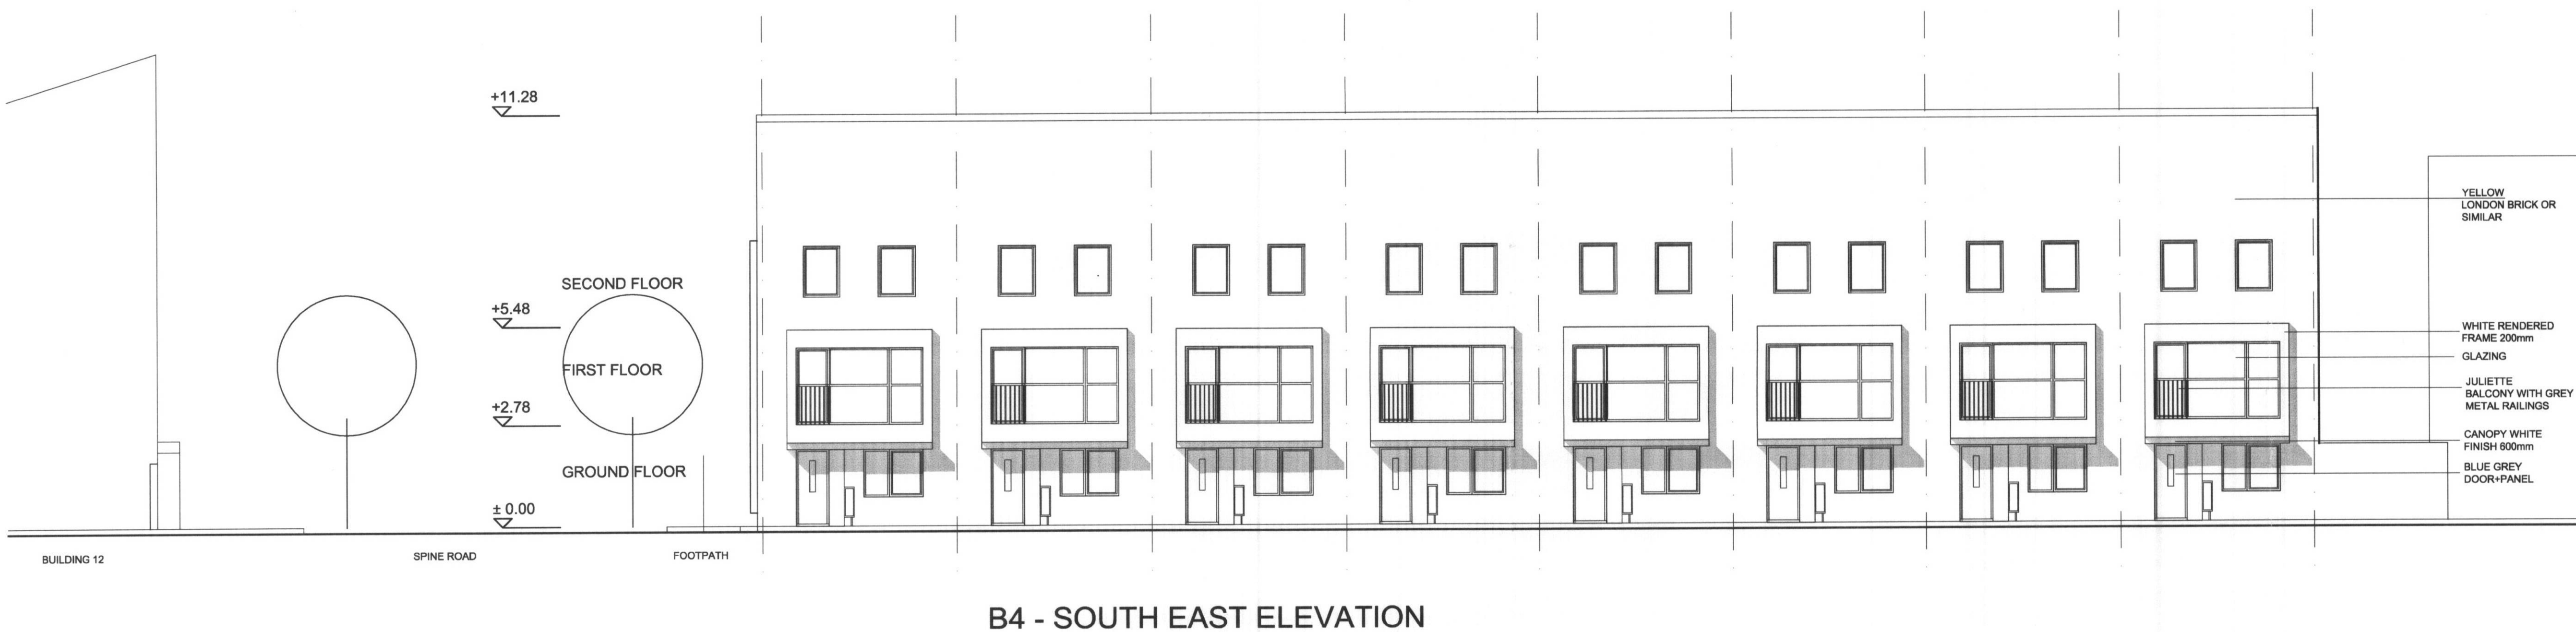 +11.28
SECOND FLOOR
+5.48
FIRST FLOOR
+2.78
GROUND FLOOR
± 0.00
BUILDING 12
SPINE ROAD
FOOTPATH
YELLOW
LONDON BRICK OR
SIMILAR
WHITE RENDERED
FRAME 200mm
GLAZING
JULIETTE
BALCONY WITH GREY
METAL RAILINGS
CANOPY WHITE
FINISH 600mm
BLUE GREY
DOOR+PANEL
B4 - SOUTH EAST ELEVATION